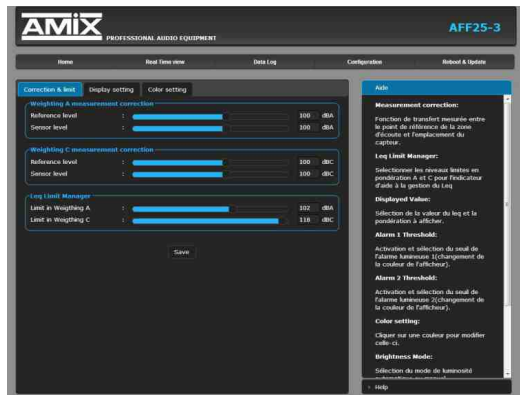 AMiX
PROFESSIONAL AUDIO EQUIPMENT
AFF25-3
Home Real Time view Data Log Configuration Reboot & Update
Correction & limit Display setting Color setting
Weighting A measurement correction
Reference level : 100 dBA
Sensor level : 100 dBA
Weighting C measurement correction
Reference level : 100 dBC
Sensor level : 100 dBC
Leq Limit Manager
Limit in Weigthing A : 102 dBA
Limit in Weigthing C : 118 dBC
Save
Aide
Measurement correction:
Fonction de transfert mesurée entre
le point de référence de la zone
d'écoute et l'emplacement du
capteur.
Leq Limit Manager:
Selectionner les niveaux limites en
pondération A et C pour l'indicateur
d'aide à la gestion du Leq
Displayed Value:
Sélection de la valeur du leq et la
pondération à afficher.
Alarm 1 Threshold:
Activation et sélection du seuil de
l'alarme lumineuse 1(changement de
la couleur de l'afficheur).
Alarm 2 Threshold:
Activation et sélection du seuil de
l'alarme lumineuse 2(changement de
la couleur de l'afficheur).
Color setting:
Cliquer sur une couleur pour modifier
celle-ci.
Brightness Mode:
Sélection du mode de luminosité
Help